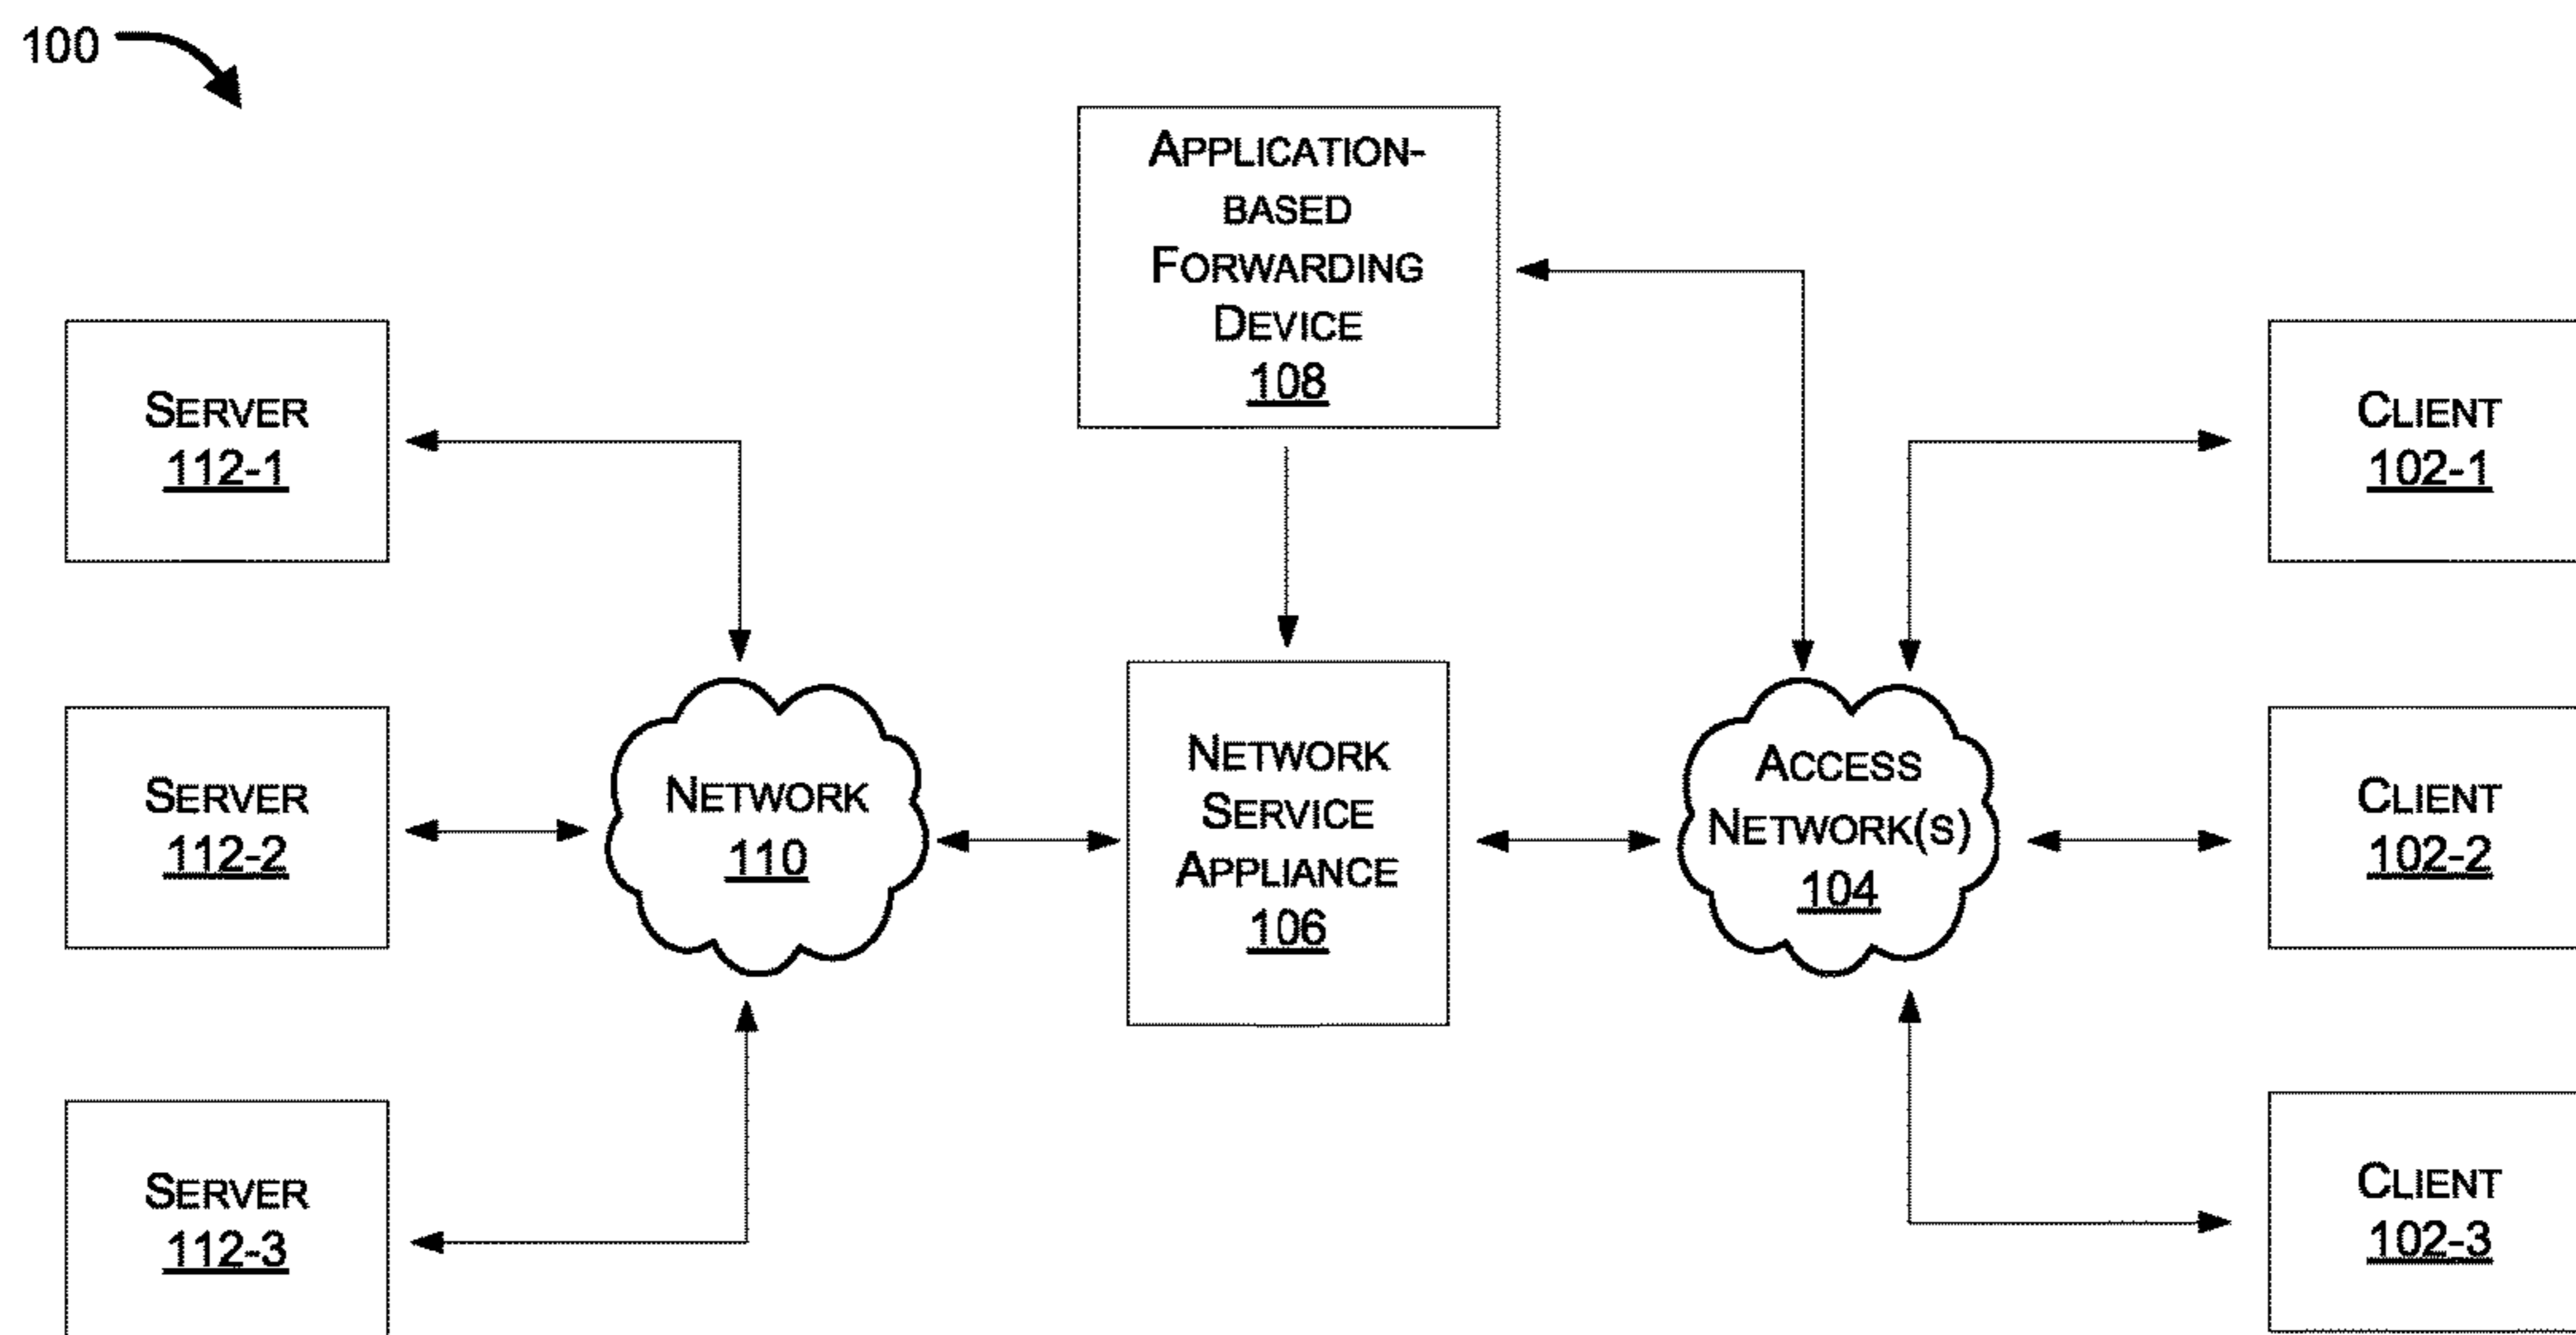 100
APPLICATION-
BASED
FORWARDING
DEVICE
108
SERVER
112-1
CLIENT
102-1
SERVER
112-2
NETWORK
110
NETWORK
SERVICE
APPLIANCE
106
ACCESS
NETWORK(S)
104
CLIENT
102-2
SERVER
112-3
CLIENT
102-3